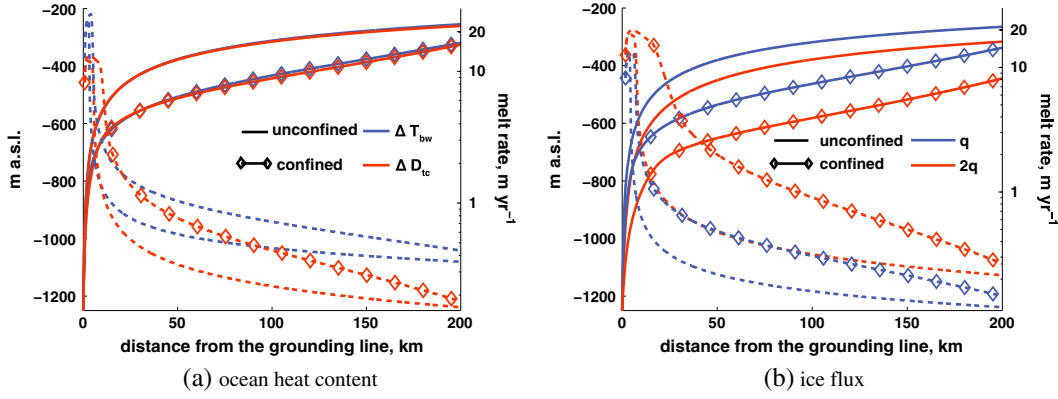 −200
−400
−600
−800
−1000
−1200
m a.s.l.
0 50 100 150 200
distance from the grounding line, km
20
10
1
melt rate, m yr−1
unconfined
confined
Δ Tbw
Δ Dtc
(a) ocean heat content
−200
−400
−600
−800
−1000
−1200
m a.s.l.
0 50 100 150 200
distance from the grounding line, km
20
10
1
melt rate, m yr−1
unconfined
confined
q
2q
(b) ice flux